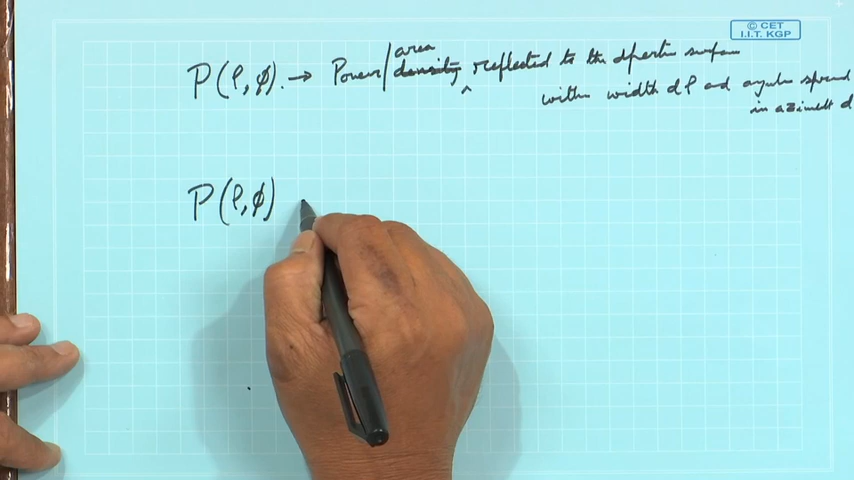 © CET
I.I.T. KGP
P(ρ,φ). → Power/area ~~density~~ reflected to the aperture surface
within width dρ and angular spread
in azimuth d
P(ρ,φ)